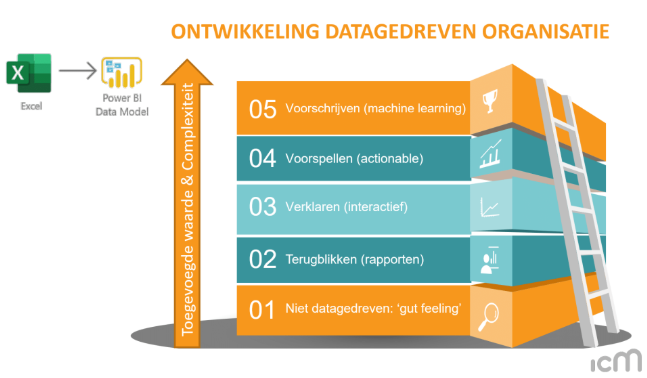 ONTWIKKELING DATAGEDREVEN ORGANISATIE
Excel
Power BI
Data Model
Toegevoegde waarde & Complexiteit
05 Voorschrijven (machine learning)
04 Voorspellen (actionable)
03 Verklaren (interactief)
02 Terugblikken (rapporten)
01 Niet datagedreven: ‘gut feeling’
icm